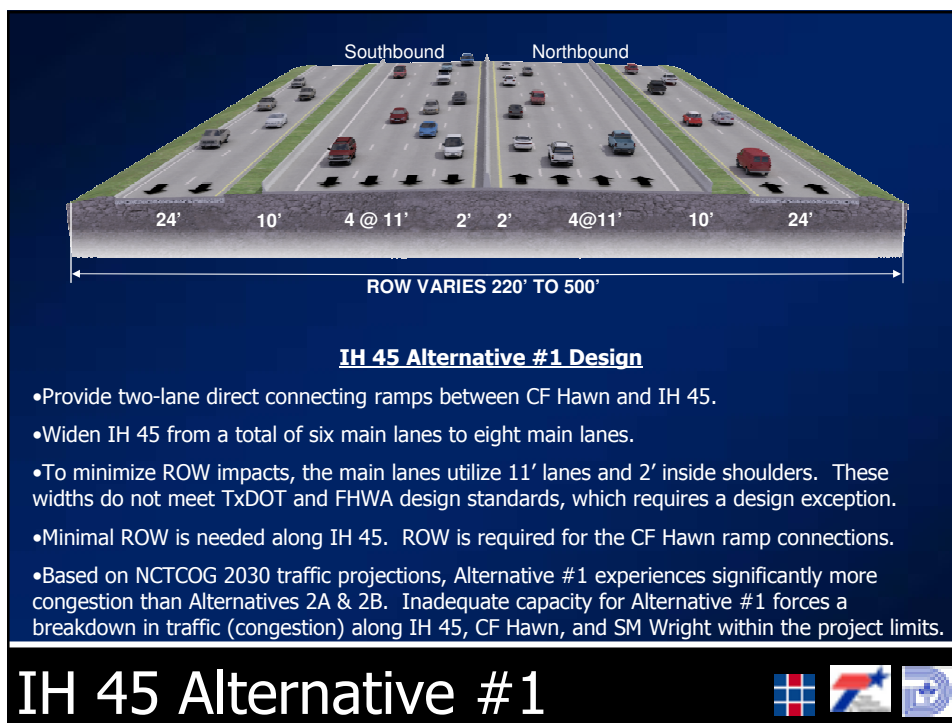 Southbound Northbound
24' 10' 4 @ 11' 2' 2' 4@11' 10' 24'
ROW VARIES 220' TO 500'
IH 45 Alternative #1 Design
•Provide two-lane direct connecting ramps between CF Hawn and IH 45.
•Widen IH 45 from a total of six main lanes to eight main lanes.
•To minimize ROW impacts, the main lanes utilize 11' lanes and 2' inside shoulders. These
widths do not meet TxDOT and FHWA design standards, which requires a design exception.
•Minimal ROW is needed along IH 45. ROW is required for the CF Hawn ramp connections.
•Based on NCTCOG 2030 traffic projections, Alternative #1 experiences significantly more
congestion than Alternatives 2A & 2B. Inadequate capacity for Alternative #1 forces a
breakdown in traffic (congestion) along IH 45, CF Hawn, and SM Wright within the project limits.
IH 45 Alternative #1